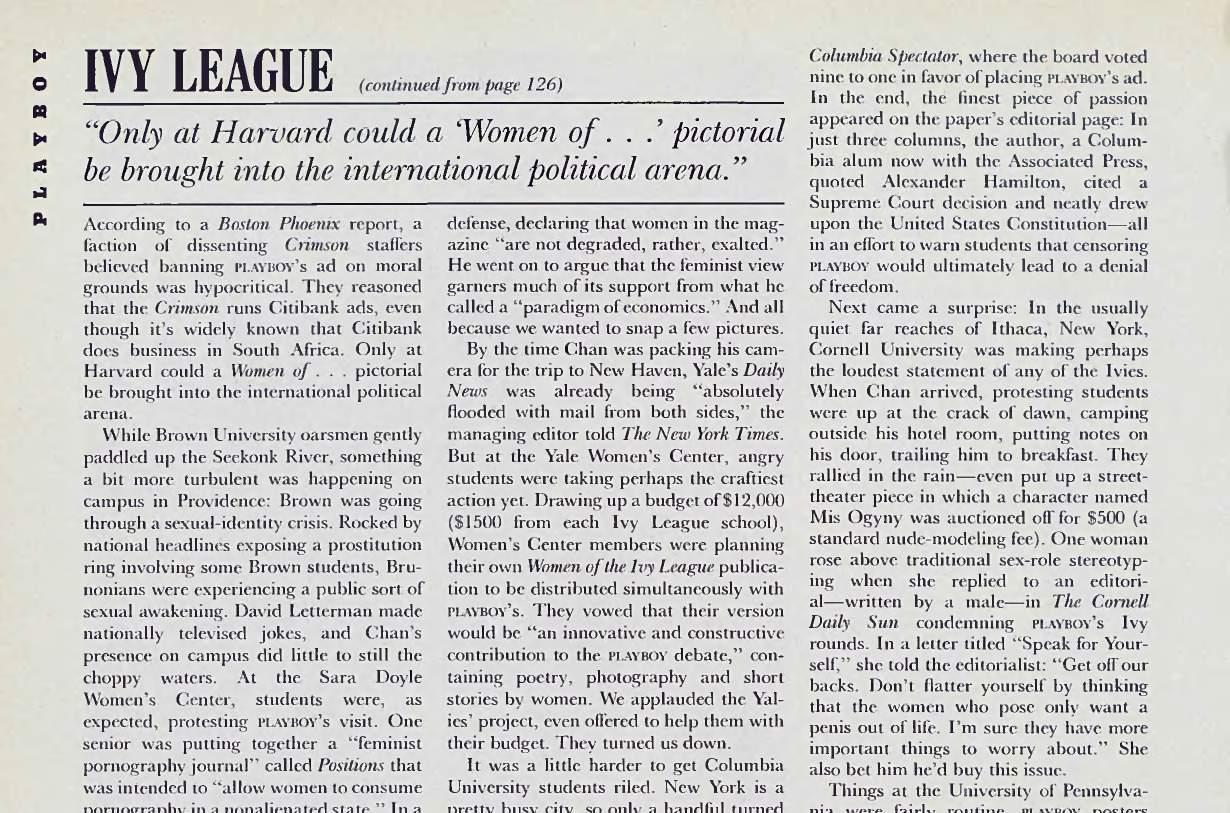 PLAYBOY
IVY LEAGUE (continued from page 126)
“Only at Harvard could a ‘Women of . . .’ pictorial
be brought into the international political arena.”
According to a Boston Phoenix report, a
faction of dissenting Crimson staffers
believed banning PLAYBOY’s ad on moral
grounds was hypocritical. They reasoned
that the Crimson runs Citibank ads, even
though it’s widely known that Citibank
does business in South Africa. Only at
Harvard could a Women of . . . pictorial
be brought into the international political
arena.
While Brown University oarsmen gently
paddled up the Seekonk River, something
a bit more turbulent was happening on
campus in Providence: Brown was going
through a sexual-identity crisis. Rocked by
national headlines exposing a prostitution
ring involving some Brown students, Bru-
nonians were experiencing a public sort of
sexual awakening. David Letterman made
nationally televised jokes, and Chan’s
presence on campus did little to still the
choppy waters. At the Sara Doyle
Women’s Center, students were, as
expected, protesting PLAYBOY’s visit. One
senior was putting together a “feminist
pornography journal” called Positions that
was intended to “allow women to consume
pornography in a nonalienated state.” In a
defense, declaring that women in the mag-
azine “are not degraded, rather, exalted.”
He went on to argue that the feminist view
garners much of its support from what he
called a “paradigm of economics.” And all
because we wanted to snap a few pictures.
By the time Chan was packing his cam-
era for the trip to New Haven, Yale’s Daily
News was already being “absolutely
flooded with mail from both sides,” the
managing editor told The New York Times.
But at the Yale Women’s Center, angry
students were taking perhaps the craftiest
action yet. Drawing up a budget of $12,000
($1500 from each Ivy League school),
Women’s Center members were planning
their own Women of the Ivy League publica-
tion to be distributed simultaneously with
PLAYBOY’s. They vowed that their version
would be “an innovative and constructive
contribution to the PLAYBOY debate,” con-
taining poetry, photography and short
stories by women. We applauded the Yal-
ies’ project, even offered to help them with
their budget. They turned us down.
It was a little harder to get Columbia
University students riled. New York is a
pretty busy city, so only a handful turned
Columbia Spectator, where the board voted
nine to one in favor of placing PLAYBOY’s ad.
In the end, the finest piece of passion
appeared on the paper’s editorial page: In
just three columns, the author, a Colum-
bia alum now with the Associated Press,
quoted Alexander Hamilton, cited a
Supreme Court decision and neatly drew
upon the United States Constitution—all
in an effort to warn students that censoring
PLAYBOY would ultimately lead to a denial
of freedom.
Next came a surprise: In the usually
quiet far reaches of Ithaca, New York,
Cornell University was making perhaps
the loudest statement of any of the Ivies.
When Chan arrived, protesting students
were up at the crack of dawn, camping
outside his hotel room, putting notes on
his door, trailing him to breakfast. They
rallied in the rain—even put up a street-
theater piece in which a character named
Mis Ogyny was auctioned off for $500 (a
standard nude-modeling fee). One woman
rose above traditional sex-role stereotyp-
ing when she replied to an editori-
al—written by a male—in The Cornell
Daily Sun condemning PLAYBOY’s Ivy
rounds. In a letter titled “Speak for Your-
self,” she told the editorialist: “Get off our
backs. Don’t flatter yourself by thinking
that the women who pose only want a
penis out of life. I’m sure they have more
important things to worry about.” She
also bet him he’d buy this issue.
Things at the University of Pennsylva-
nia were fairly routine. PLAYBOY posters